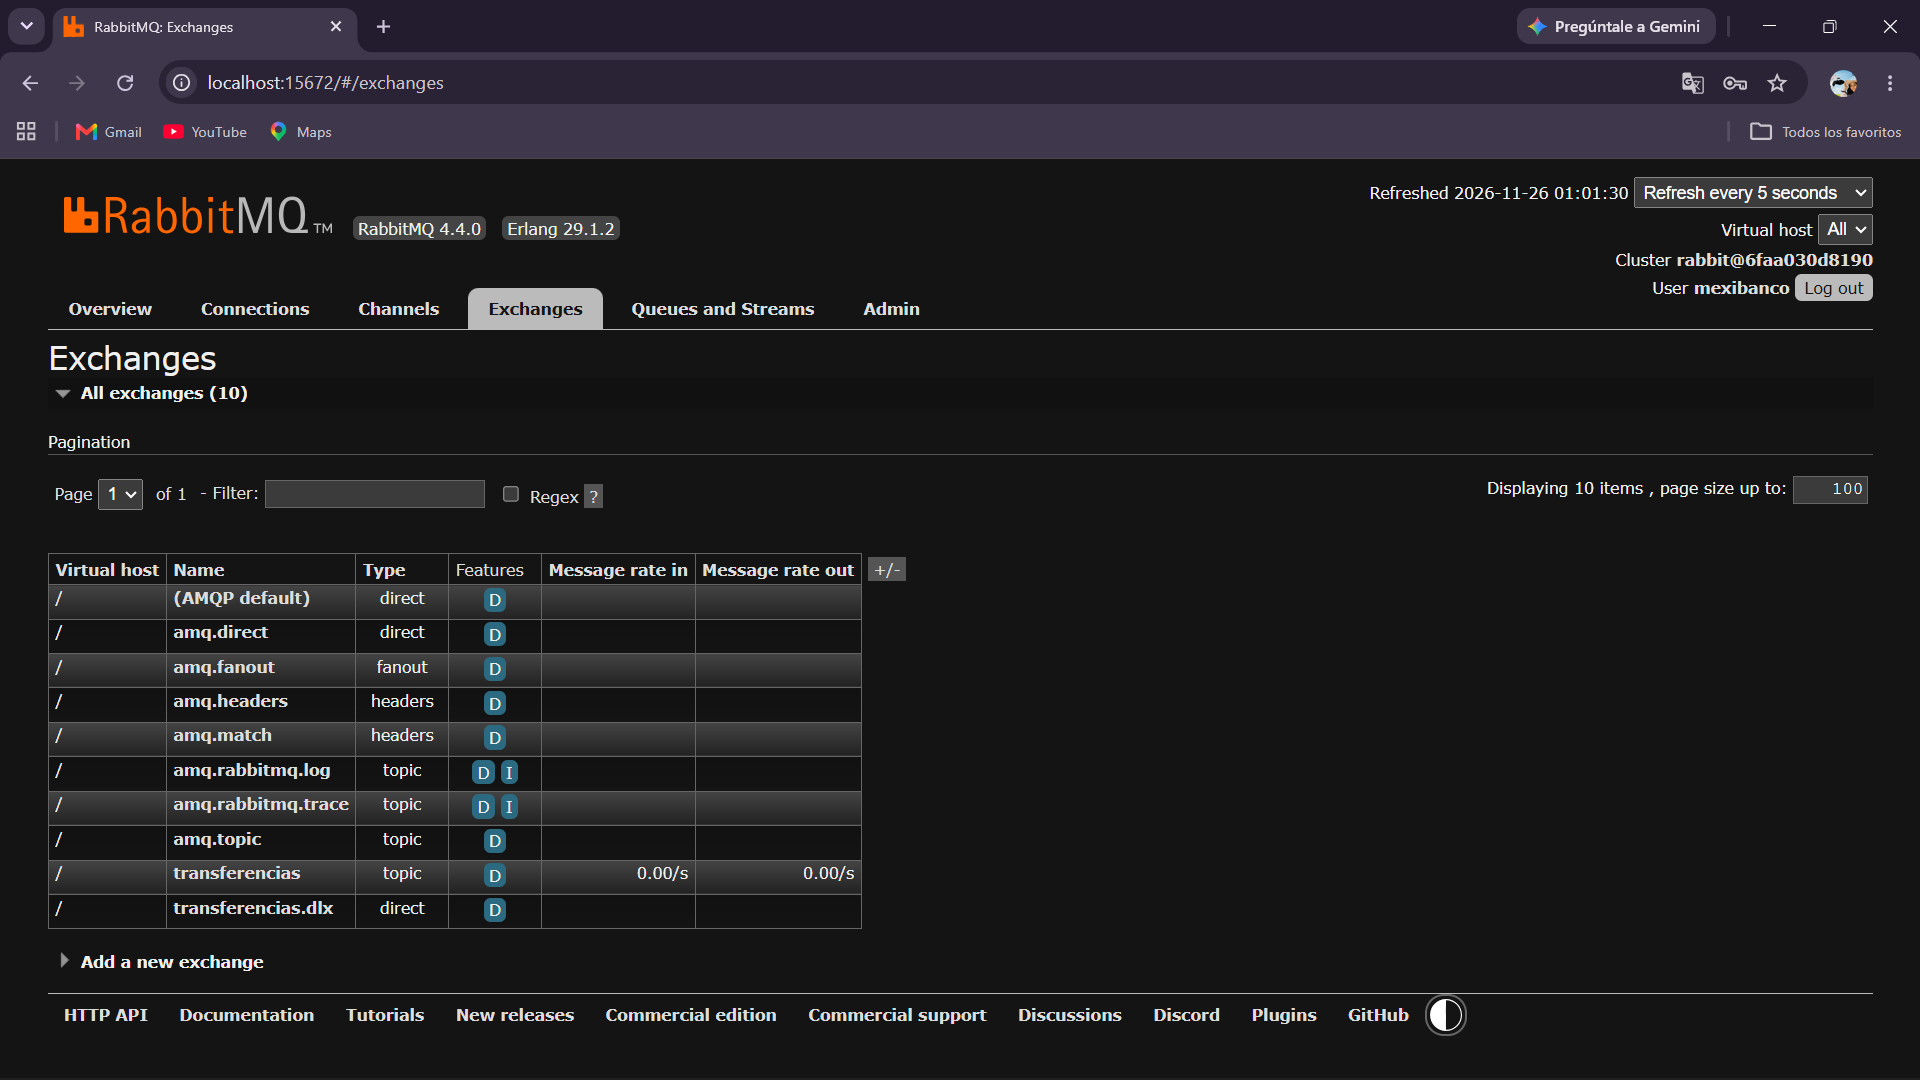 RabbitMQ: Exchanges
Pregúntale a Gemini
localhost:15672/#/exchanges
Gmail
YouTube
Maps
Todos los favoritos
RabbitMQ TM
RabbitMQ 4.4.0
Erlang 29.1.2
Refreshed 2026-11-26 01:01:30
Refresh every 5 seconds
Virtual host All
Cluster rabbit@6faa030d8190
User mexibanco Log out
Overview Connections Channels Exchanges Queues and Streams Admin
Exchanges
All exchanges (10)
Pagination
Page 1 of 1 - Filter: Regex ?
Displaying 10 items , page size up to: 100
Virtual host Name Type Features Message rate in Message rate out +/-
/ (AMQP default) direct D
/ amq.direct direct D
/ amq.fanout fanout D
/ amq.headers headers D
/ amq.match headers D
/ amq.rabbitmq.log topic D I
/ amq.rabbitmq.trace topic D I
/ amq.topic topic D
/ transferencias topic D 0.00/s 0.00/s
/ transferencias.dlx direct D
Add a new exchange
HTTP API Documentation Tutorials New releases Commercial edition Commercial support Discussions Discord Plugins GitHub